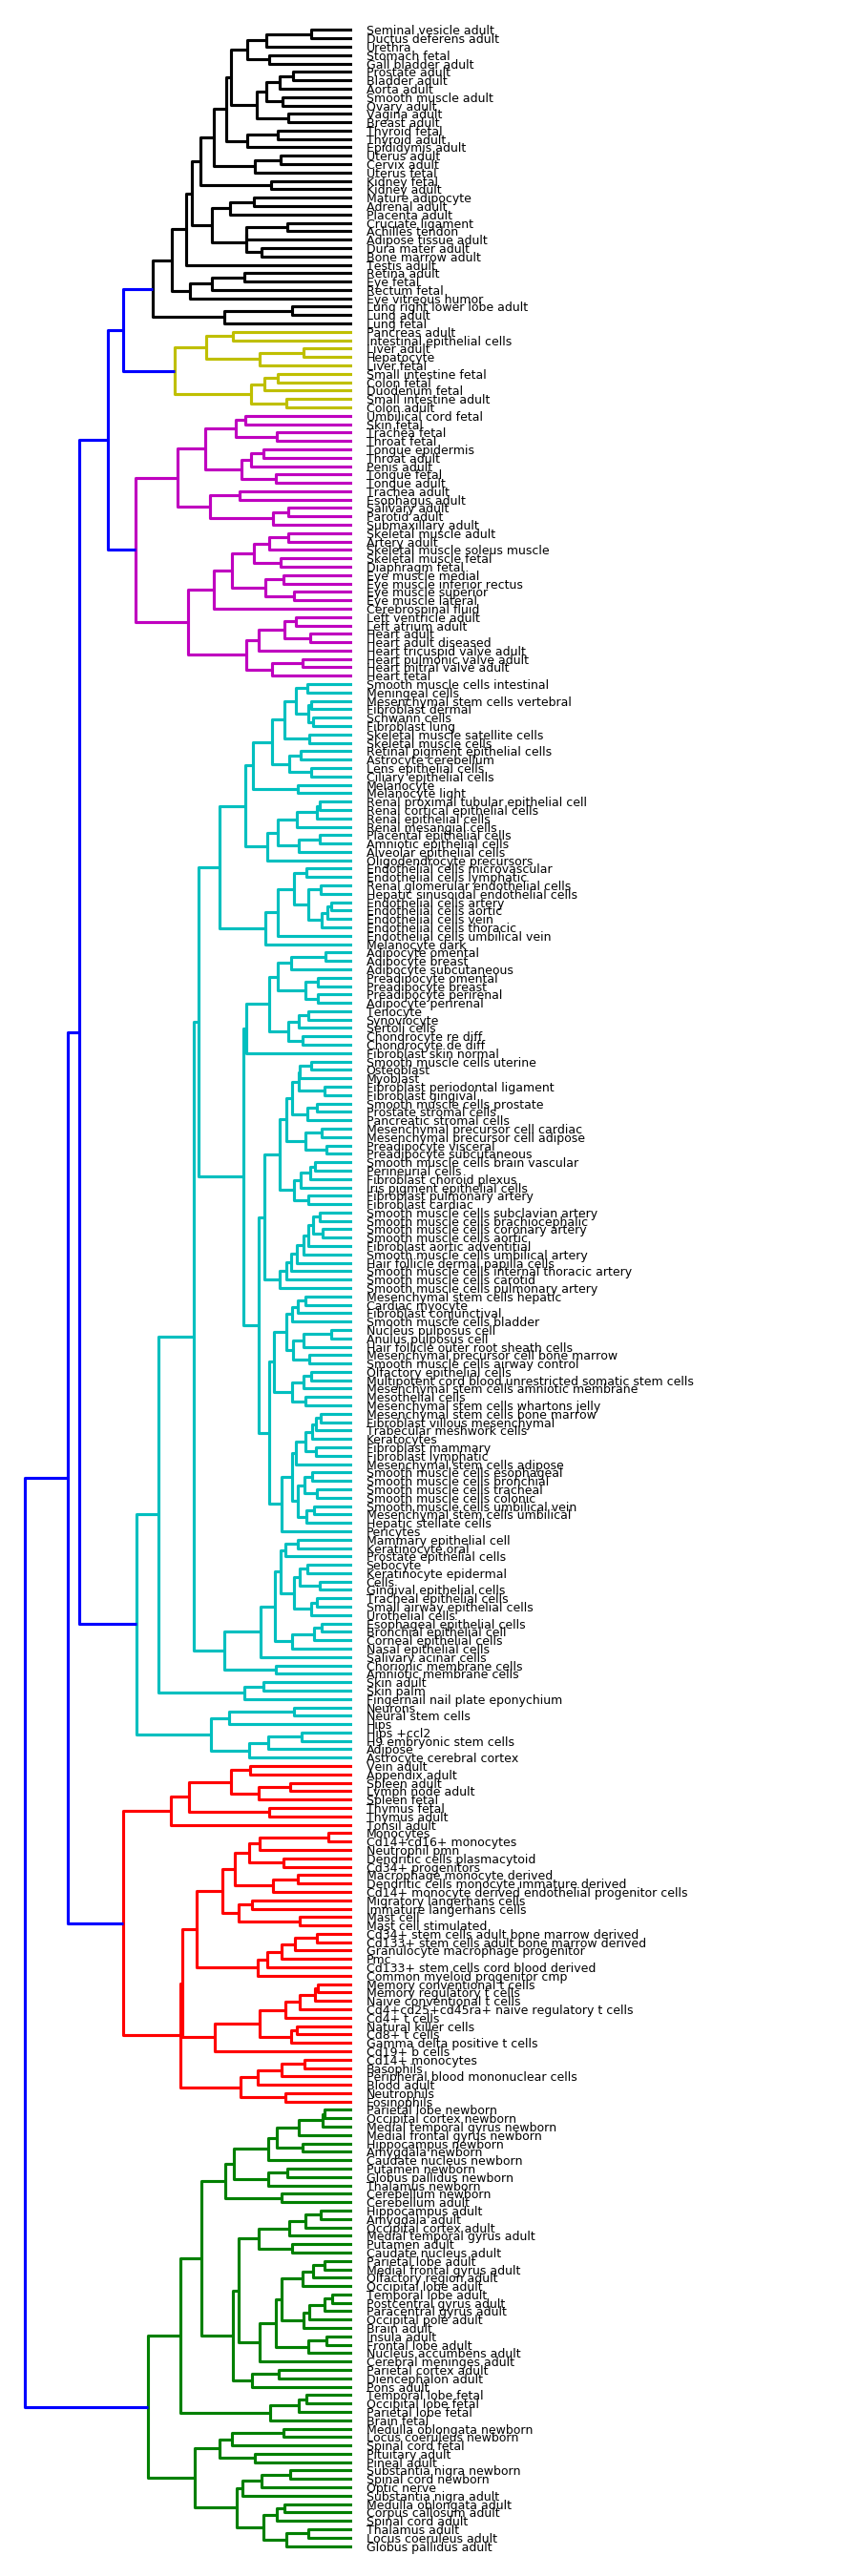 Seminal vesicle adult
Ductus deferens adult
Urethra
Stomach fetal
Gall bladder adult
Prostate adult
Bladder adult
Aorta adult
Smooth muscle adult
Ovary adult
Vagina adult
Breast adult
Thyroid fetal
Thyroid adult
Epididymis adult
Uterus adult
Cervix adult
Uterus fetal
Kidney fetal
Kidney adult
Mature adipocyte
Adrenal adult
Placenta adult
Cruciate ligament
Achilles tendon
Adipose tissue adult
Dura mater adult
Bone marrow adult
Testis adult
Retina adult
Eye fetal
Rectum fetal
Eye vitreous humor
Lung right lower lobe adult
Lung adult
Lung fetal
Pancreas adult
Intestinal epithelial cells
Liver adult
Hepatocyte
Liver fetal
Small intestine fetal
Colon fetal
Duodenum fetal
Small intestine adult
Colon adult
Umbilical cord fetal
Skin fetal
Trachea fetal
Throat fetal
Tongue epidermis
Throat adult
Penis adult
Tongue fetal
Tongue adult
Trachea adult
Esophagus adult
Salivary adult
Parotid adult
Submaxillary adult
Skeletal muscle adult
Artery adult
Skeletal muscle soleus muscle
Skeletal muscle fetal
Diaphragm fetal
Eye muscle medial
Eye muscle inferior rectus
Eye muscle superior
Eye muscle lateral
Cerebrospinal fluid
Left ventricle adult
Left atrium adult
Heart adult
Heart adult diseased
Heart tricuspid valve adult
Heart pulmonic valve adult
Heart mitral valve adult
Heart fetal
Smooth muscle cells intestinal
Meningeal cells
Mesenchymal stem cells vertebral
Fibroblast dermal
Schwann cells
Fibroblast lung
Skeletal muscle satellite cells
Skeletal muscle cells
Retinal pigment epithelial cells
Astrocyte cerebellum
Lens epithelial cells
Ciliary epithelial cells
Melanocyte
Melanocyte light
Renal proximal tubular epithelial cell
Renal cortical epithelial cells
Renal epithelial cells
Renal mesangial cells
Placental epithelial cells
Amniotic epithelial cells
Alveolar epithelial cells
Oligodendrocyte precursors
Endothelial cells microvascular
Endothelial cells lymphatic
Renal glomerular endothelial cells
Hepatic sinusoidal endothelial cells
Endothelial cells artery
Endothelial cells aortic
Endothelial cells vein
Endothelial cells thoracic
Endothelial cells umbilical vein
Melanocyte dark
Adipocyte omental
Adipocyte breast
Adipocyte subcutaneous
Preadipocyte omental
Preadipocyte breast
Preadipocyte perirenal
Adipocyte perirenal
Tenocyte
Synoviocyte
Sertoli cells
Chondrocyte re diff
Chondrocyte de diff
Fibroblast skin normal
Smooth muscle cells uterine
Osteoblast
Myoblast
Fibroblast periodontal ligament
Fibroblast gingival
Smooth muscle cells prostate
Prostate stromal cells
Pancreatic stromal cells
Mesenchymal precursor cell cardiac
Mesenchymal precursor cell adipose
Preadipocyte visceral
Preadipocyte subcutaneous
Smooth muscle cells brain vascular
Perineurial cells
Fibroblast choroid plexus
Iris pigment epithelial cells
Fibroblast pulmonary artery
Fibroblast cardiac
Smooth muscle cells subclavian artery
Smooth muscle cells brachiocephalic
Smooth muscle cells coronary artery
Smooth muscle cells aortic
Fibroblast aortic adventitial
Smooth muscle cells umbilical artery
Hair follicle dermal papilla cells
Smooth muscle cells internal thoracic artery
Smooth muscle cells carotid
Smooth muscle cells pulmonary artery
Mesenchymal stem cells hepatic
Cardiac myocyte
Fibroblast conjunctival
Smooth muscle cells bladder
Nucleus pulposus cell
Anulus pulposus cell
Hair follicle outer root sheath cells
Mesenchymal precursor cell bone marrow
Smooth muscle cells airway control
Olfactory epithelial cells
Multipotent cord blood unrestricted somatic stem cells
Mesenchymal stem cells amniotic membrane
Mesothelial cells
Mesenchymal stem cells whartons jelly
Mesenchymal stem cells bone marrow
Fibroblast villous mesenchymal
Trabecular meshwork cells
Keratocytes
Fibroblast mammary
Fibroblast lymphatic
Mesenchymal stem cells adipose
Smooth muscle cells esophageal
Smooth muscle cells bronchial
Smooth muscle cells tracheal
Smooth muscle cells colonic
Smooth muscle cells umbilical vein
Mesenchymal stem cells umbilical
Hepatic stellate cells
Pericytes
Mammary epithelial cell
Keratinocyte oral
Prostate epithelial cells
Sebocyte
Keratinocyte epidermal
Cells
Gingival epithelial cells
Tracheal epithelial cells
Small airway epithelial cells
Urothelial cells
Esophageal epithelial cells
Bronchial epithelial cell
Corneal epithelial cells
Nasal epithelial cells
Salivary acinar cells
Chorionic membrane cells
Amniotic membrane cells
Skin adult
Skin palm
Fingernail nail plate eponychium
Neurons
Neural stem cells
Hips
Hips +ccl2
H9 embryonic stem cells
Adipose
Astrocyte cerebral cortex
Vein adult
Appendix adult
Spleen adult
Lymph node adult
Spleen fetal
Thymus fetal
Thymus adult
Tonsil adult
Monocytes
Cd14+cd16+ monocytes
Neutrophil pmn
Dendritic cells plasmacytoid
Cd34+ progenitors
Macrophage monocyte derived
Dendritic cells monocyte immature derived
Cd14+ monocyte derived endothelial progenitor cells
Migratory langerhans cells
Immature langerhans cells
Mast cell
Mast cell stimulated
Cd34+ stem cells adult bone marrow derived
Cd133+ stem cells adult bone marrow derived
Granulocyte macrophage progenitor
Pmc
Cd133+ stem cells cord blood derived
Common myeloid progenitor cmp
Memory conventional t cells
Memory regulatory t cells
Naive conventional t cells
Cd4+cd25+cd45ra+ naive regulatory t cells
Cd4+ t cells
Natural killer cells
Cd8+ t cells
Gamma delta positive t cells
Cd19+ b cells
Cd14+ monocytes
Basophils
Peripheral blood mononuclear cells
Blood adult
Neutrophils
Eosinophils
Parietal lobe newborn
Occipital cortex newborn
Medial temporal gyrus newborn
Medial frontal gyrus newborn
Hippocampus newborn
Amygdala newborn
Caudate nucleus newborn
Putamen newborn
Globus pallidus newborn
Thalamus newborn
Cerebellum newborn
Cerebellum adult
Hippocampus adult
Amygdala adult
Occipital cortex adult
Medial temporal gyrus adult
Putamen adult
Caudate nucleus adult
Parietal lobe adult
Medial frontal gyrus adult
Olfactory region adult
Occipital lobe adult
Temporal lobe adult
Postcentral gyrus adult
Paracentral gyrus adult
Occipital pole adult
Brain adult
Insula adult
Frontal lobe adult
Nucleus accumbens adult
Cerebral meninges adult
Parietal cortex adult
Diencephalon adult
Pons adult
Temporal lobe fetal
Occipital lobe fetal
Parietal lobe fetal
Brain fetal
Medulla oblongata newborn
Locus coeruleus newborn
Spinal cord fetal
Pituitary adult
Pineal adult
Substantia nigra newborn
Spinal cord newborn
Optic nerve
Substantia nigra adult
Medulla oblongata adult
Corpus callosum adult
Spinal cord adult
Thalamus adult
Locus coeruleus adult
Globus pallidus adult